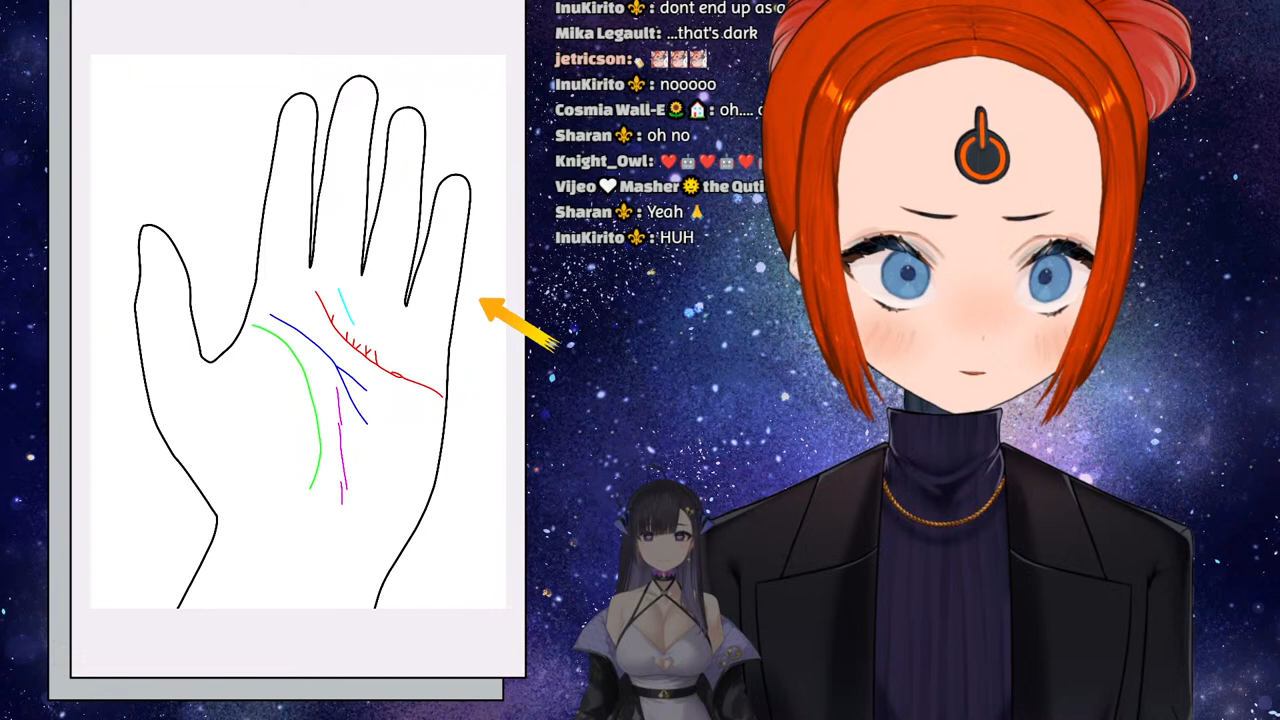 InuKirito: dont end up as a
Mika Legault: ...that's dark
jetricson:
InuKirito: nooooo
Cosmia Wall-E: oh....
Sharan: oh no
Knight_Owl:
Vijeo 🤍 Masher 🌞 the Quti
Sharan: Yeah 🙏
InuKirito: HUH